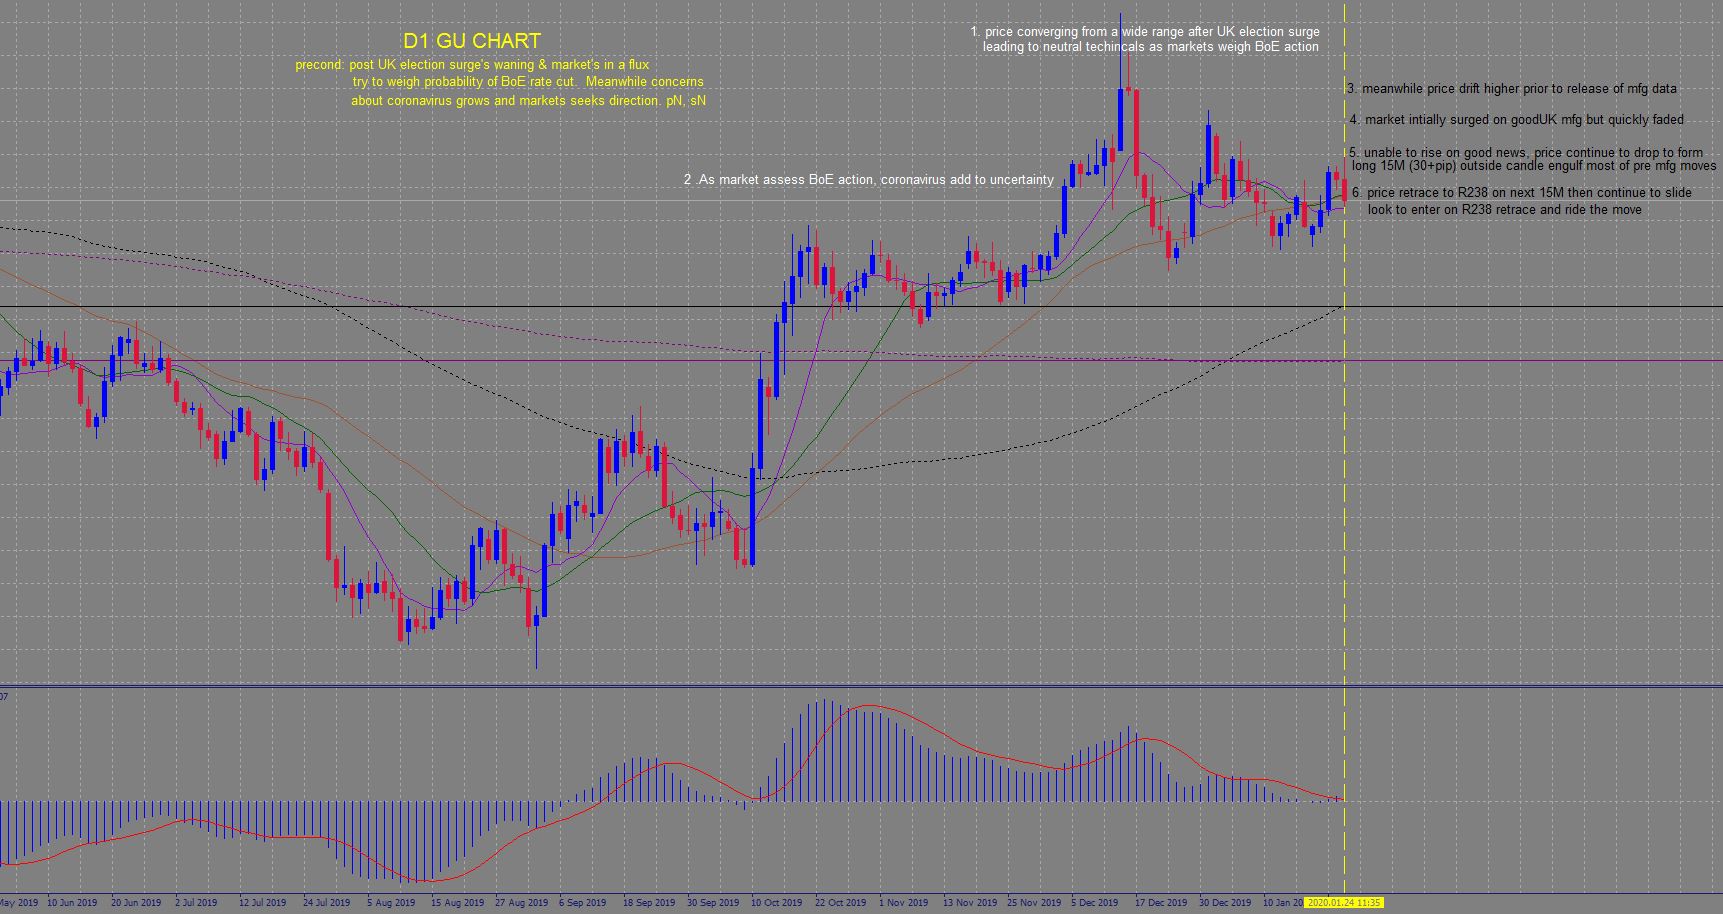 D1 GU CHART
precond: post UK election surge's waning & market's in a flux
try to weigh probability of BoE rate cut. Meanwhile concerns
about coronavirus grows and markets seeks direction. pN, sN
1. price converging from a wide range after UK election surge
leading to neutral techincals as markets weigh BoE action
2 .As market assess BoE action, coronavirus add to uncertainty
3. meanwhile price drift higher prior to release of mfg data
4. market intially surged on goodUK mfg but quickly faded
5. unable to rise on good news, price continue to drop to form
long 15M (30+pip) outside candle engulf most of pre mfg moves
6. price retrace to R238 on next 15M then continue to slide
look to enter on R238 retrace and ride the move
07
May 2019 10 Jun 2019 20 Jun 2019 2 Jul 2019 12 Jul 2019 24 Jul 2019 5 Aug 2019 15 Aug 2019 27 Aug 2019 6 Sep 2019 18 Sep 2019 30 Sep 2019 10 Oct 2019 22 Oct 2019 1 Nov 2019 13 Nov 2019 25 Nov 2019 5 Dec 2019 17 Dec 2019 30 Dec 2019 10 Jan 20 2020.01.24 11:35